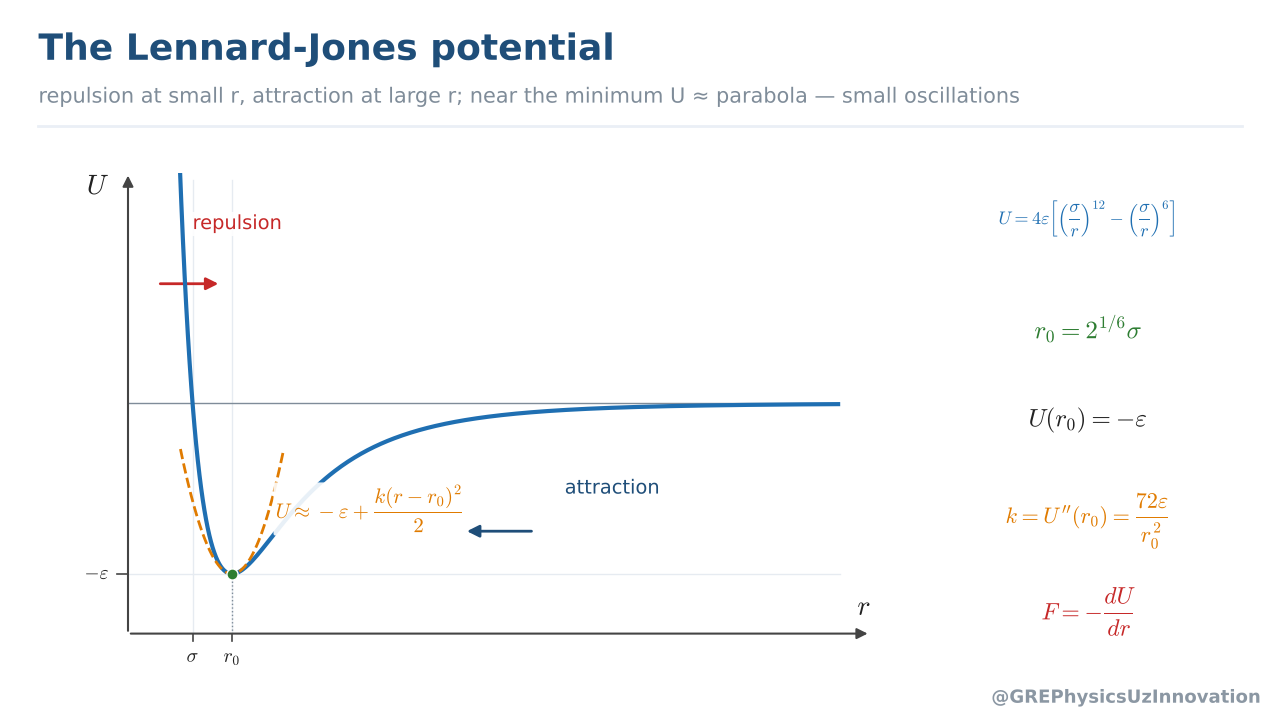 The Lennard-Jones potential
repulsion at small r, attraction at large r; near the minimum U ≈ parabola — small oscillations
U
repulsion
U = 4ε[(σ/r)^12 − (σ/r)^6]
r₀ = 2^{1/6}σ
U(r₀) = −ε
attraction
U ≈ −ε + k(r − r₀)²/2
k = U″(r₀) = 72ε/r₀²
−ε
r
F = −dU/dr
σ
r₀
@GREPhysicsUzInnovation